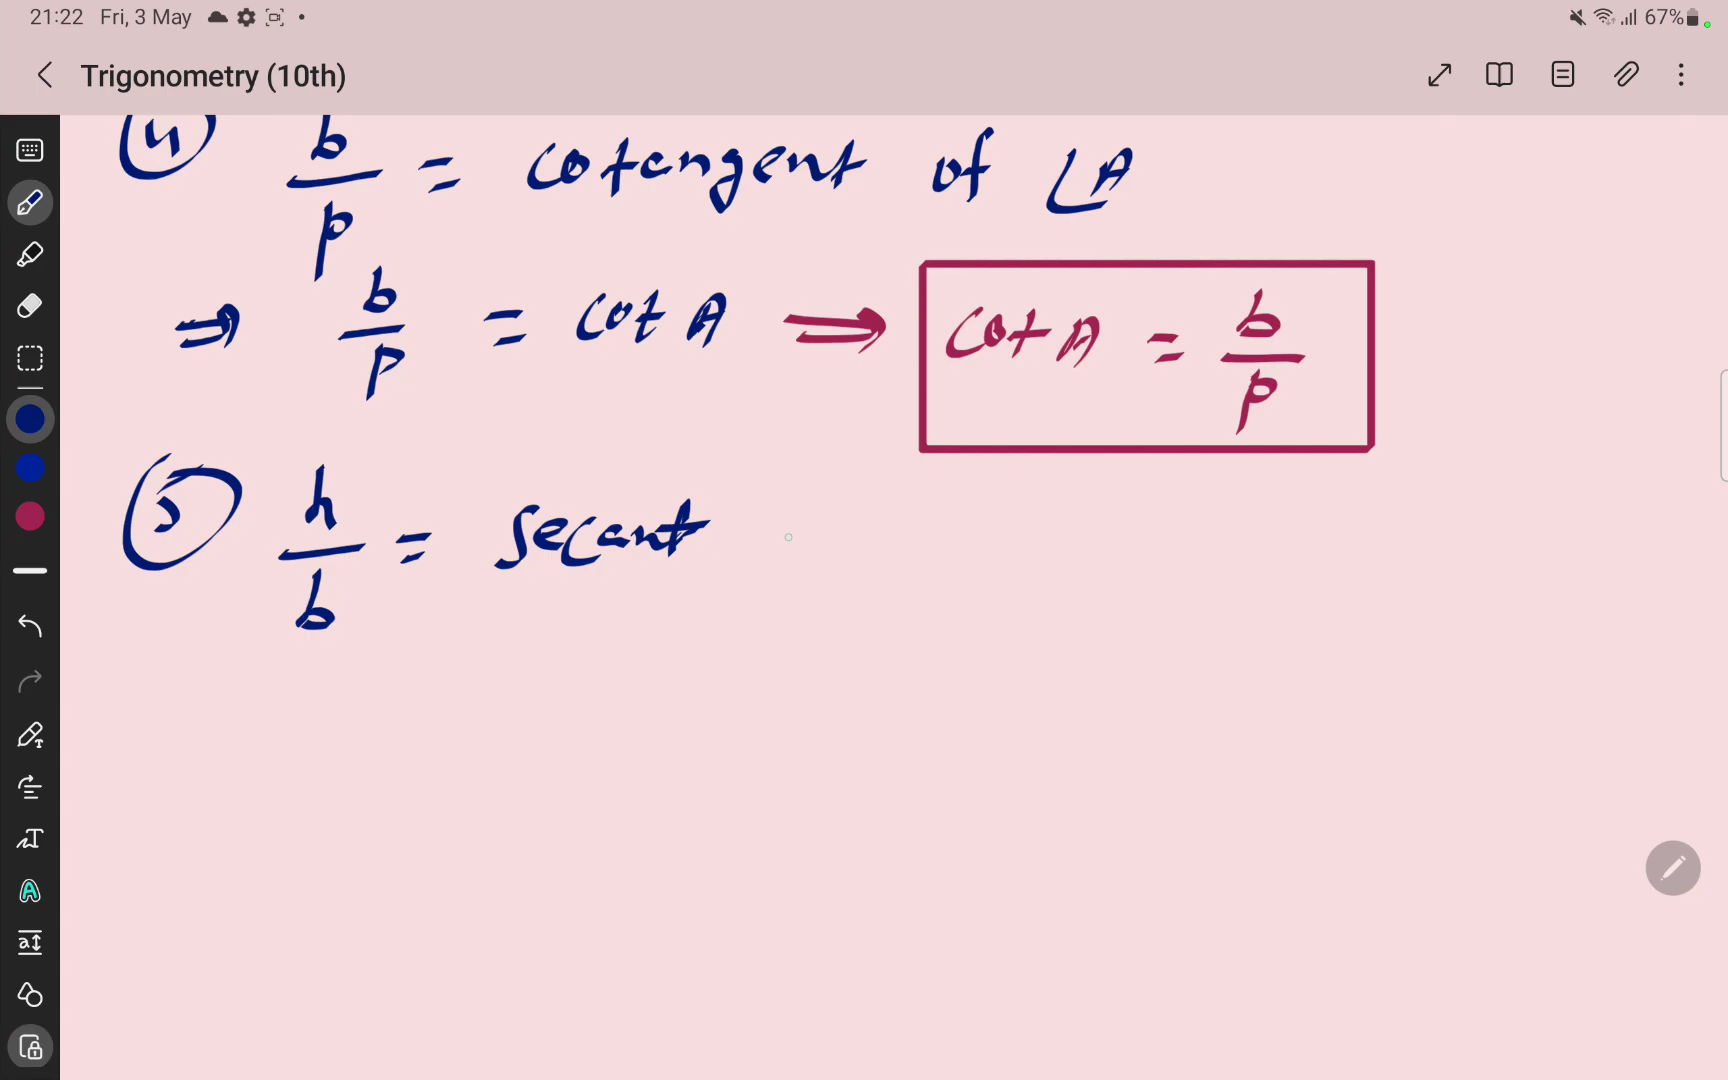 21:22 Fri, 3 May 67%
Trigonometry (10th)
④ b/p = cotangent of ∠A
⇒ b/p = cot A ⇒ cot A = b/p
⑤ h/b = secant